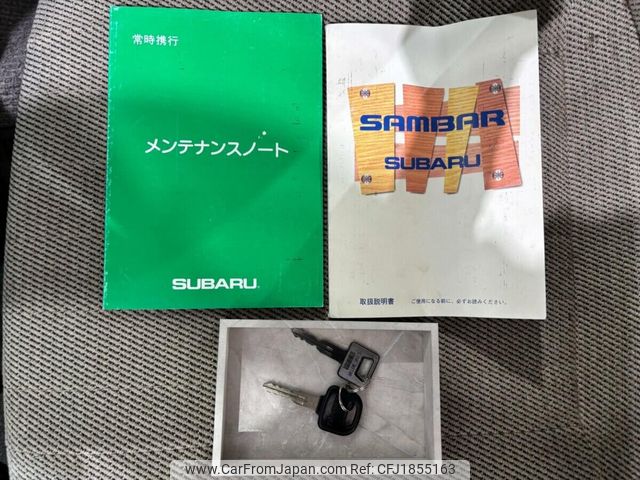 常時携行
メンテナンスノート
SUBARU
SAMBAR
SUBARU
取扱説明書 ご使用になる前に、必ずお読みください。
www.CarFromJapan.com - CFJ1855163